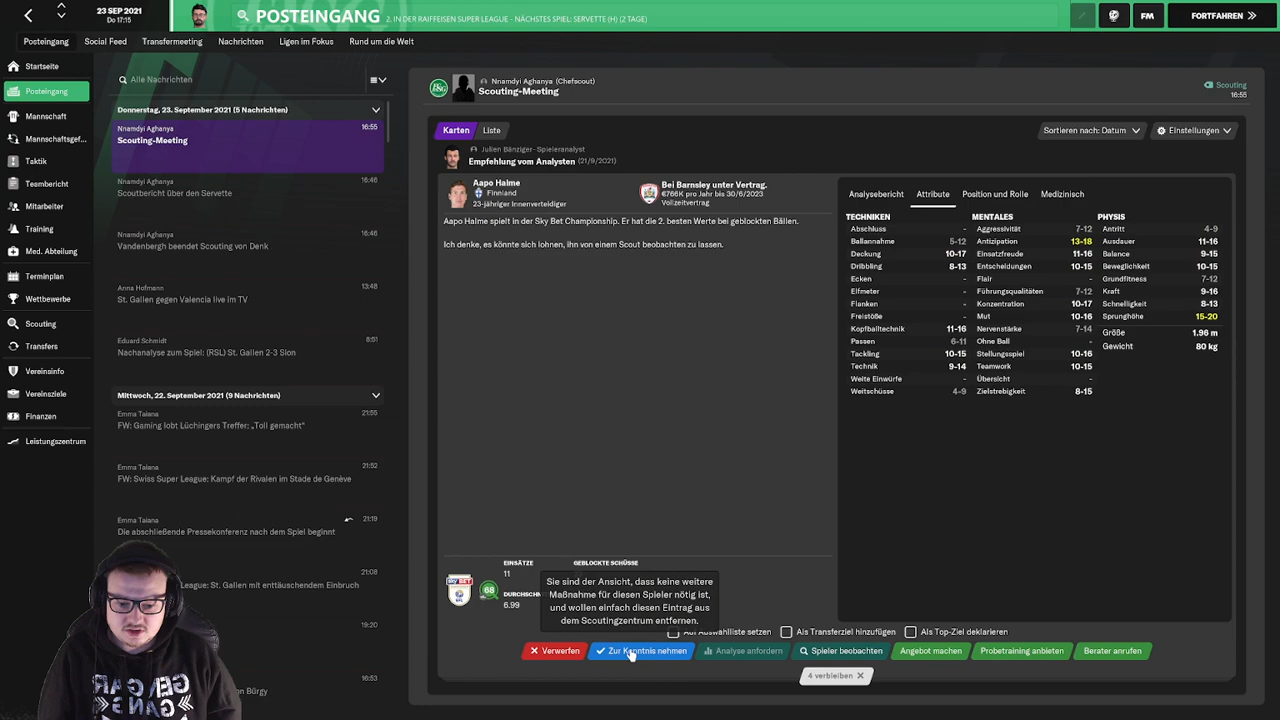 23 SEP 2021
Do 17:15
POSTEINGANG
2. IN DER RAIFFEISEN SUPER LEAGUE - NÄCHSTES SPIEL: SERVETTE (H) (2 TAGE)
FM
FORTFAHREN
Posteingang
Social Feed
Transfermeeting
Nachrichten
Ligen im Fokus
Rund um die Welt
Startseite
Posteingang
Mannschaft
Mannschaftsgef...
Taktik
Teambericht
Mitarbeiter
Training
Med. Abteilung
Terminplan
Wettbewerbe
Scouting
Transfers
Vereinsinfo
Vereinsziele
Finanzen
Leistungszentrum
Alle Nachrichten
Donnerstag, 23. September 2021 (5 Nachrichten)
Nnamdyi Aghanya 16:55
Scouting-Meeting
Nnamdyi Aghanya 16:46
Scoutbericht über den Servette
Nnamdyi Aghanya 16:46
Vandenbergh beendet Scouting von Denk
Anna Hofmann 13:48
St. Gallen gegen Valencia live im TV
Eduard Schmidt 8:51
Nachanalyse zum Spiel: (RSL) St. Gallen 2-3 Sion
Mittwoch, 22. September 2021 (9 Nachrichten)
Emma Taiana 21:55
FW: Gaming lobt Lüchingers Treffer: „Toll gemacht“
Emma Taiana 21:52
FW: Swiss Super League: Kampf der Rivalen im Stade de Genève
Emma Taiana 21:19
Die abschließende Pressekonferenz nach dem Spiel beginnt
21:08
League: St. Gallen mit enttäuschendem Einbruch
19:20
16:53
on Bürgy
Nnamdyi Aghanya (Chefscout)
Scouting-Meeting
Scouting
16:55
Karten
Liste
Sortieren nach: Datum
Einstellungen
Julien Bänziger- Spieleranalyst
Empfehlung vom Analysten (21/9/2021)
Aapo Halme
Finnland
23-jähriger Innenverteidiger
Bei Barnsley unter Vertrag.
€766K pro Jahr bis 30/6/2023
Vollzeitvertrag
Aapo Halme spielt in der Sky Bet Championship. Er hat die 2. besten Werte bei geblockten Bällen.
Ich denke, es könnte sich lohnen, ihn von einem Scout beobachten zu lassen.
Analysebericht
Attribute
Position und Rolle
Medizinisch
TECHNIKEN
Abschluss -
Ballannahme 5-12
Deckung 10-17
Dribbling 8-13
Ecken -
Elfmeter -
Flanken -
Freistöße -
Kopfballtechnik 11-16
Passen 6-11
Tackling 10-15
Technik 9-14
Weite Einwürfe -
Weitschüsse 4-9
MENTALES
Aggressivität 7-12
Antizipation 13-18
Einsatzfreude 11-16
Entscheidungen 10-15
Flair -
Führungsqualitäten 7-12
Konzentration 10-17
Mut 10-16
Nervenstärke 7-14
Ohne Ball -
Stellungsspiel 10-16
Teamwork 10-15
Übersicht -
Zielstrebigkeit 8-15
PHYSIS
Antritt 4-9
Ausdauer 11-16
Balance 9-15
Beweglichkeit 10-15
Grundfitness 7-12
Kraft 9-16
Schnelligkeit 8-13
Sprunghöhe 15-20
Größe 1.96 m
Gewicht 80 kg
sky BET
EFL
68
EINSÄTZE
11
DURCHSCHN
6.99
GEBLOCKTE SCHÜSSE
Sie sind der Ansicht, dass keine weitere
Maßnahme für diesen Spieler nötig ist,
und wollen einfach diesen Eintrag aus
dem Scoutingzentrum entfernen.
Auf Auswahlliste setzen
Als Transferziel hinzufügen
Als Top-Ziel deklarieren
Verwerfen
Zur Kenntnis nehmen
Analyse anfordern
Spieler beobachten
Angebot machen
Probetraining anbieten
Berater anrufen
4 verbleiben